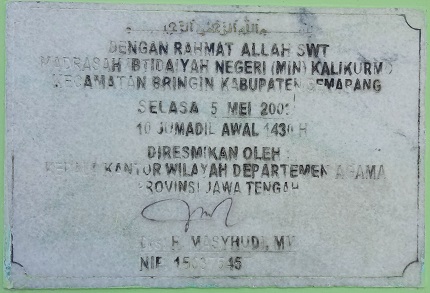 DENGAN RAHMAT ALLAH SWT
MADRASAH IBTIDAIYAH NEGERI (MIN) KALIKURMO
KECAMATAN BRINGIN KABUPATEN SEMARANG
SELASA 5 MEI
10 JUMADIL AWAL 1430 H
DIRESMIKAN OLEH
KEPALA KANTOR WILAYAH DEPARTEMEN AGAMA
PROVINSI JAWA TENGAH
Drs. H. MASYHUDI, MM
NIP.